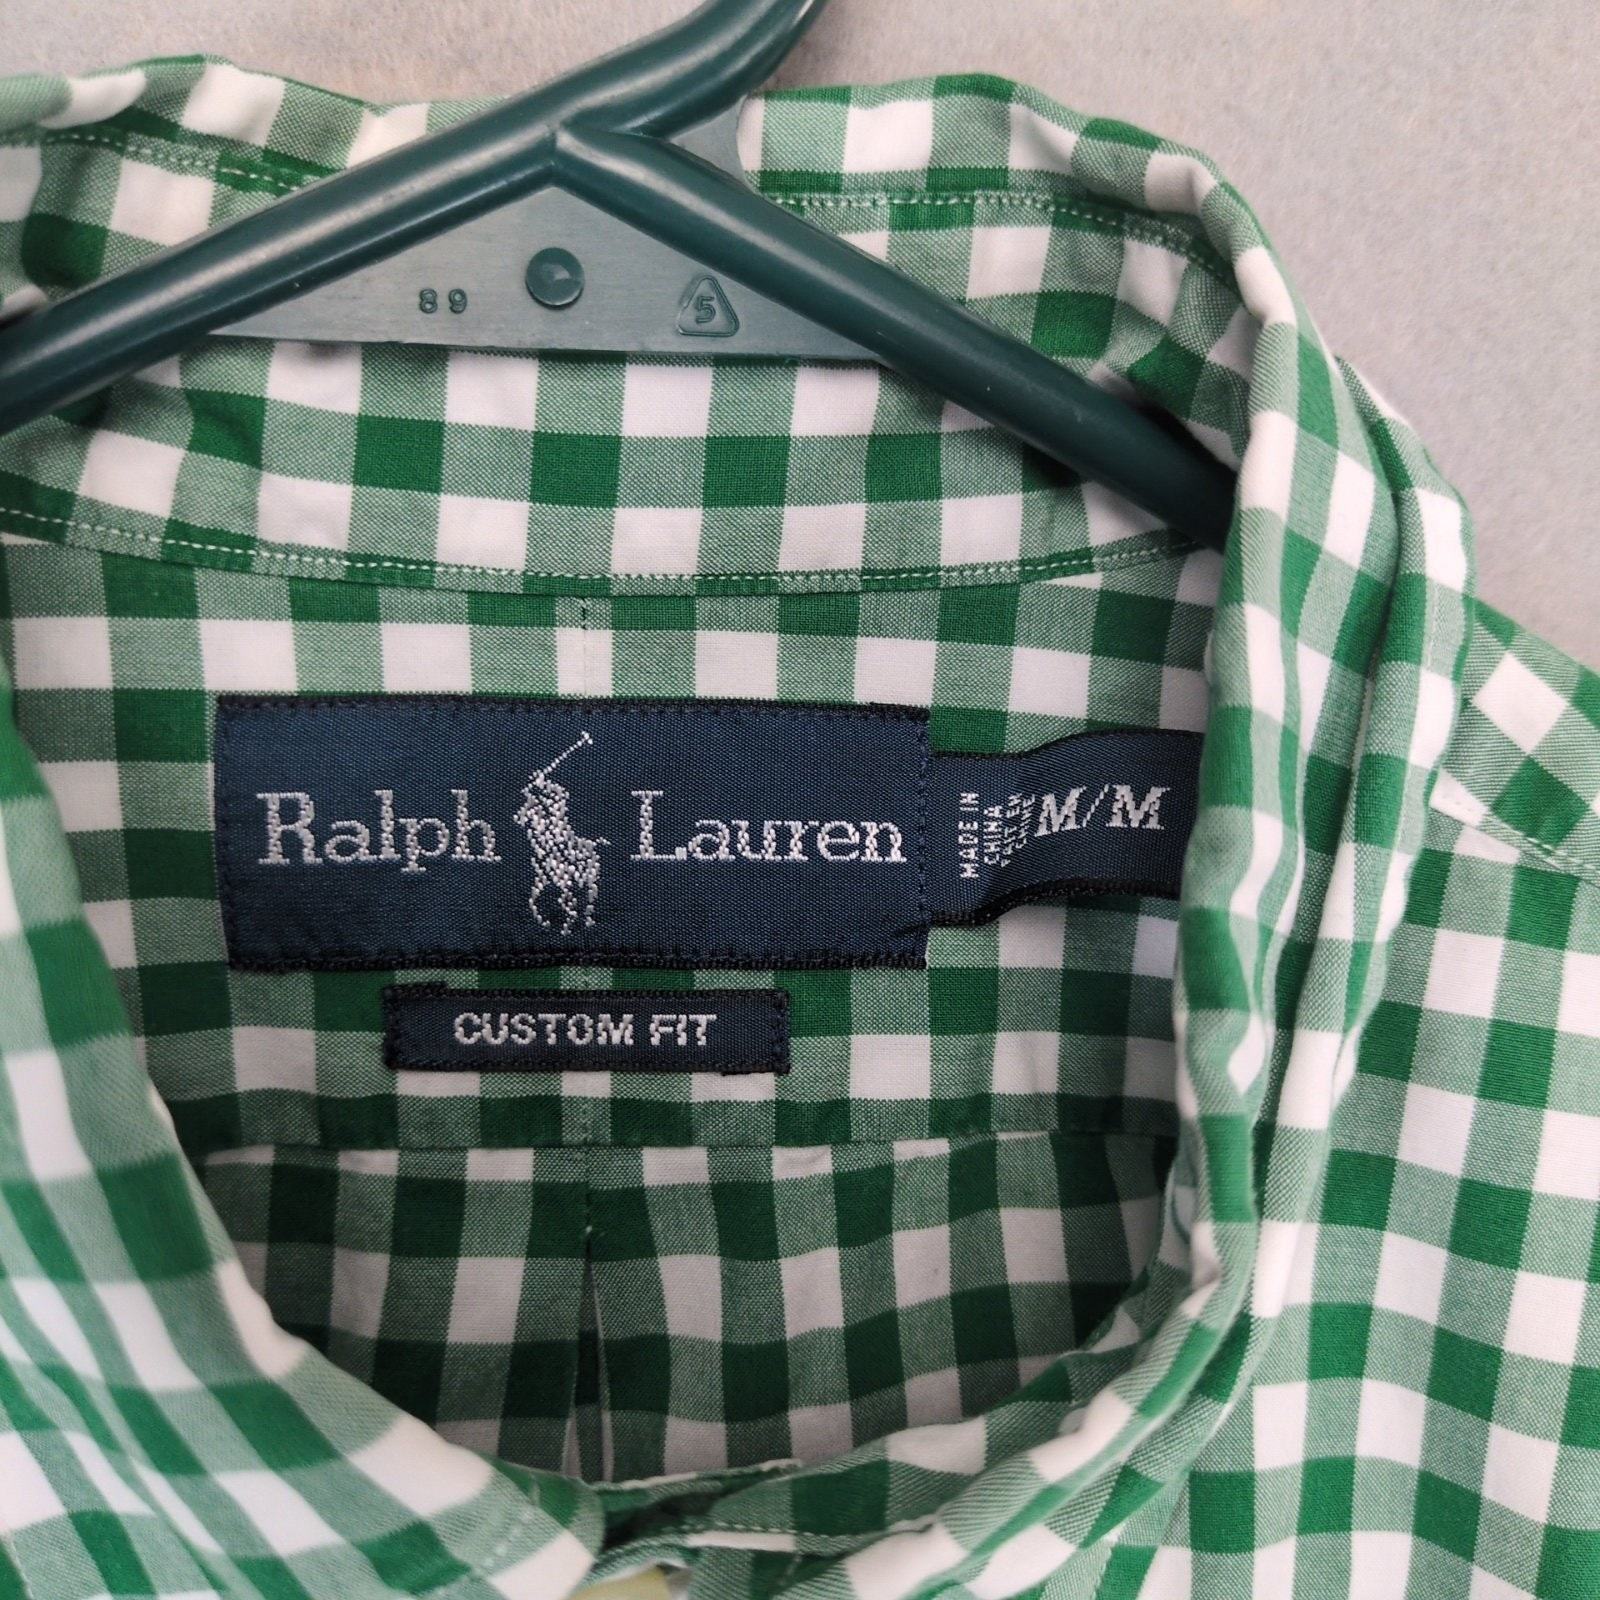 89
5
Ralph Lauren
MADE IN
CHINA
M/M
CUSTOM FIT